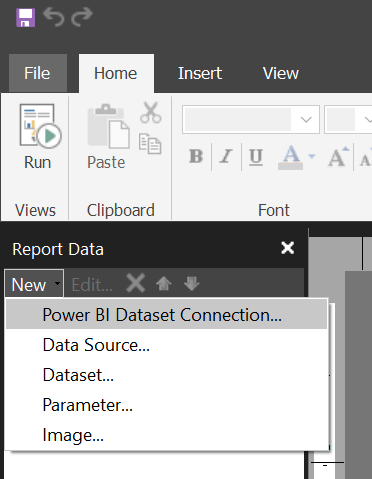 File Home Insert View
Run Paste B I U A A A
Views Clipboard Font
Report Data
New Edit...
Power BI Dataset Connection...
Data Source...
Dataset...
Parameter...
Image...